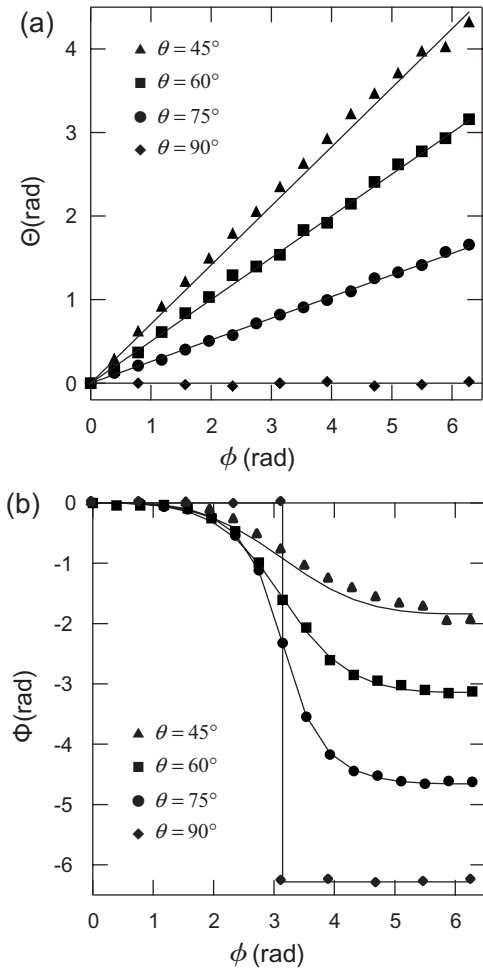 (a)
4
3
2
1
0
Θ(rad)
θ = 45°
θ = 60°
θ = 75°
θ = 90°
0 1 2 3 4 5 6
ϕ (rad)
(b)
0
-1
-2
-3
-4
-5
-6
Φ(rad)
θ = 45°
θ = 60°
θ = 75°
θ = 90°
0 1 2 3 4 5 6
ϕ (rad)